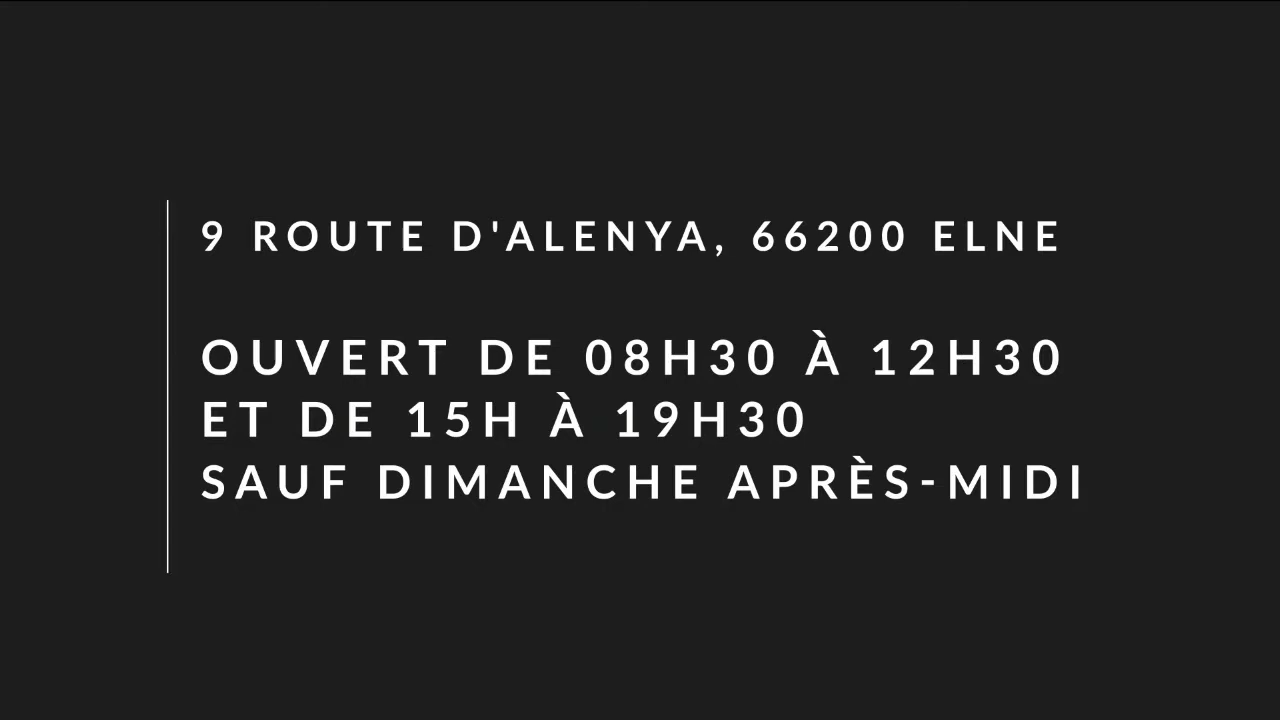 9 ROUTE D'ALENYA, 66200 ELNE
OUVERT DE 08H30 À 12H30
ET DE 15H À 19H30
SAUF DIMANCHE APRÈS-MIDI